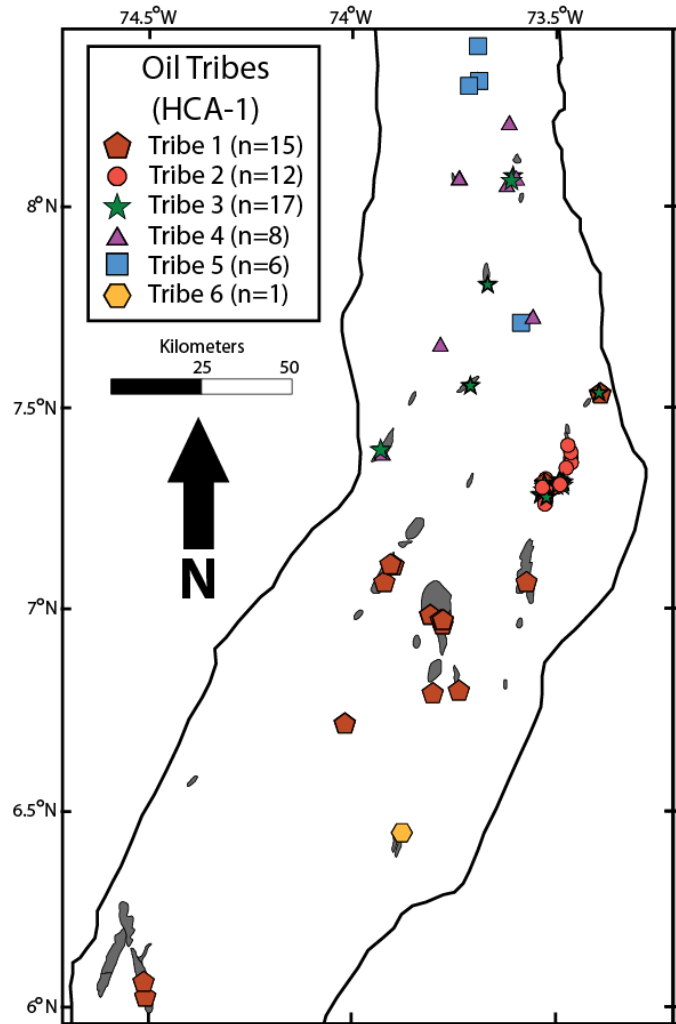 74.5°W 74°W 73.5°W
Oil Tribes
(HCA-1)
Tribe 1 (n=15)
Tribe 2 (n=12)
Tribe 3 (n=17)
Tribe 4 (n=8)
Tribe 5 (n=6)
Tribe 6 (n=1)
8°N
Kilometers
25 50
7.5°N
N
7°N
6.5°N
6°N